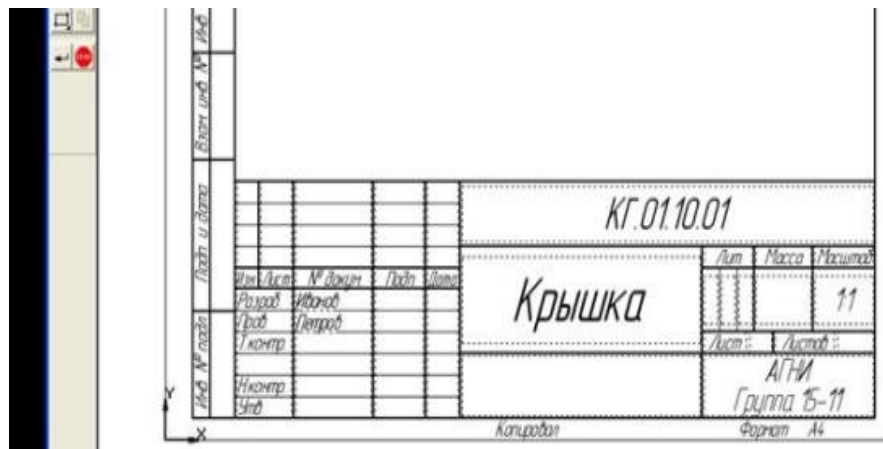 Инв
Взам инв №
Подп и дата
Инв № подл
КГ.01.10.01
Изм Лист № докум Подп Дата
Разраб Иванов
Пров Петров
Т контр
Н контр
Утв
Крышка
Лит Масса Масштаб
1:1
Лист Листов
АГНИ
Группа 15-11
Копировал Формат А4
Y
X